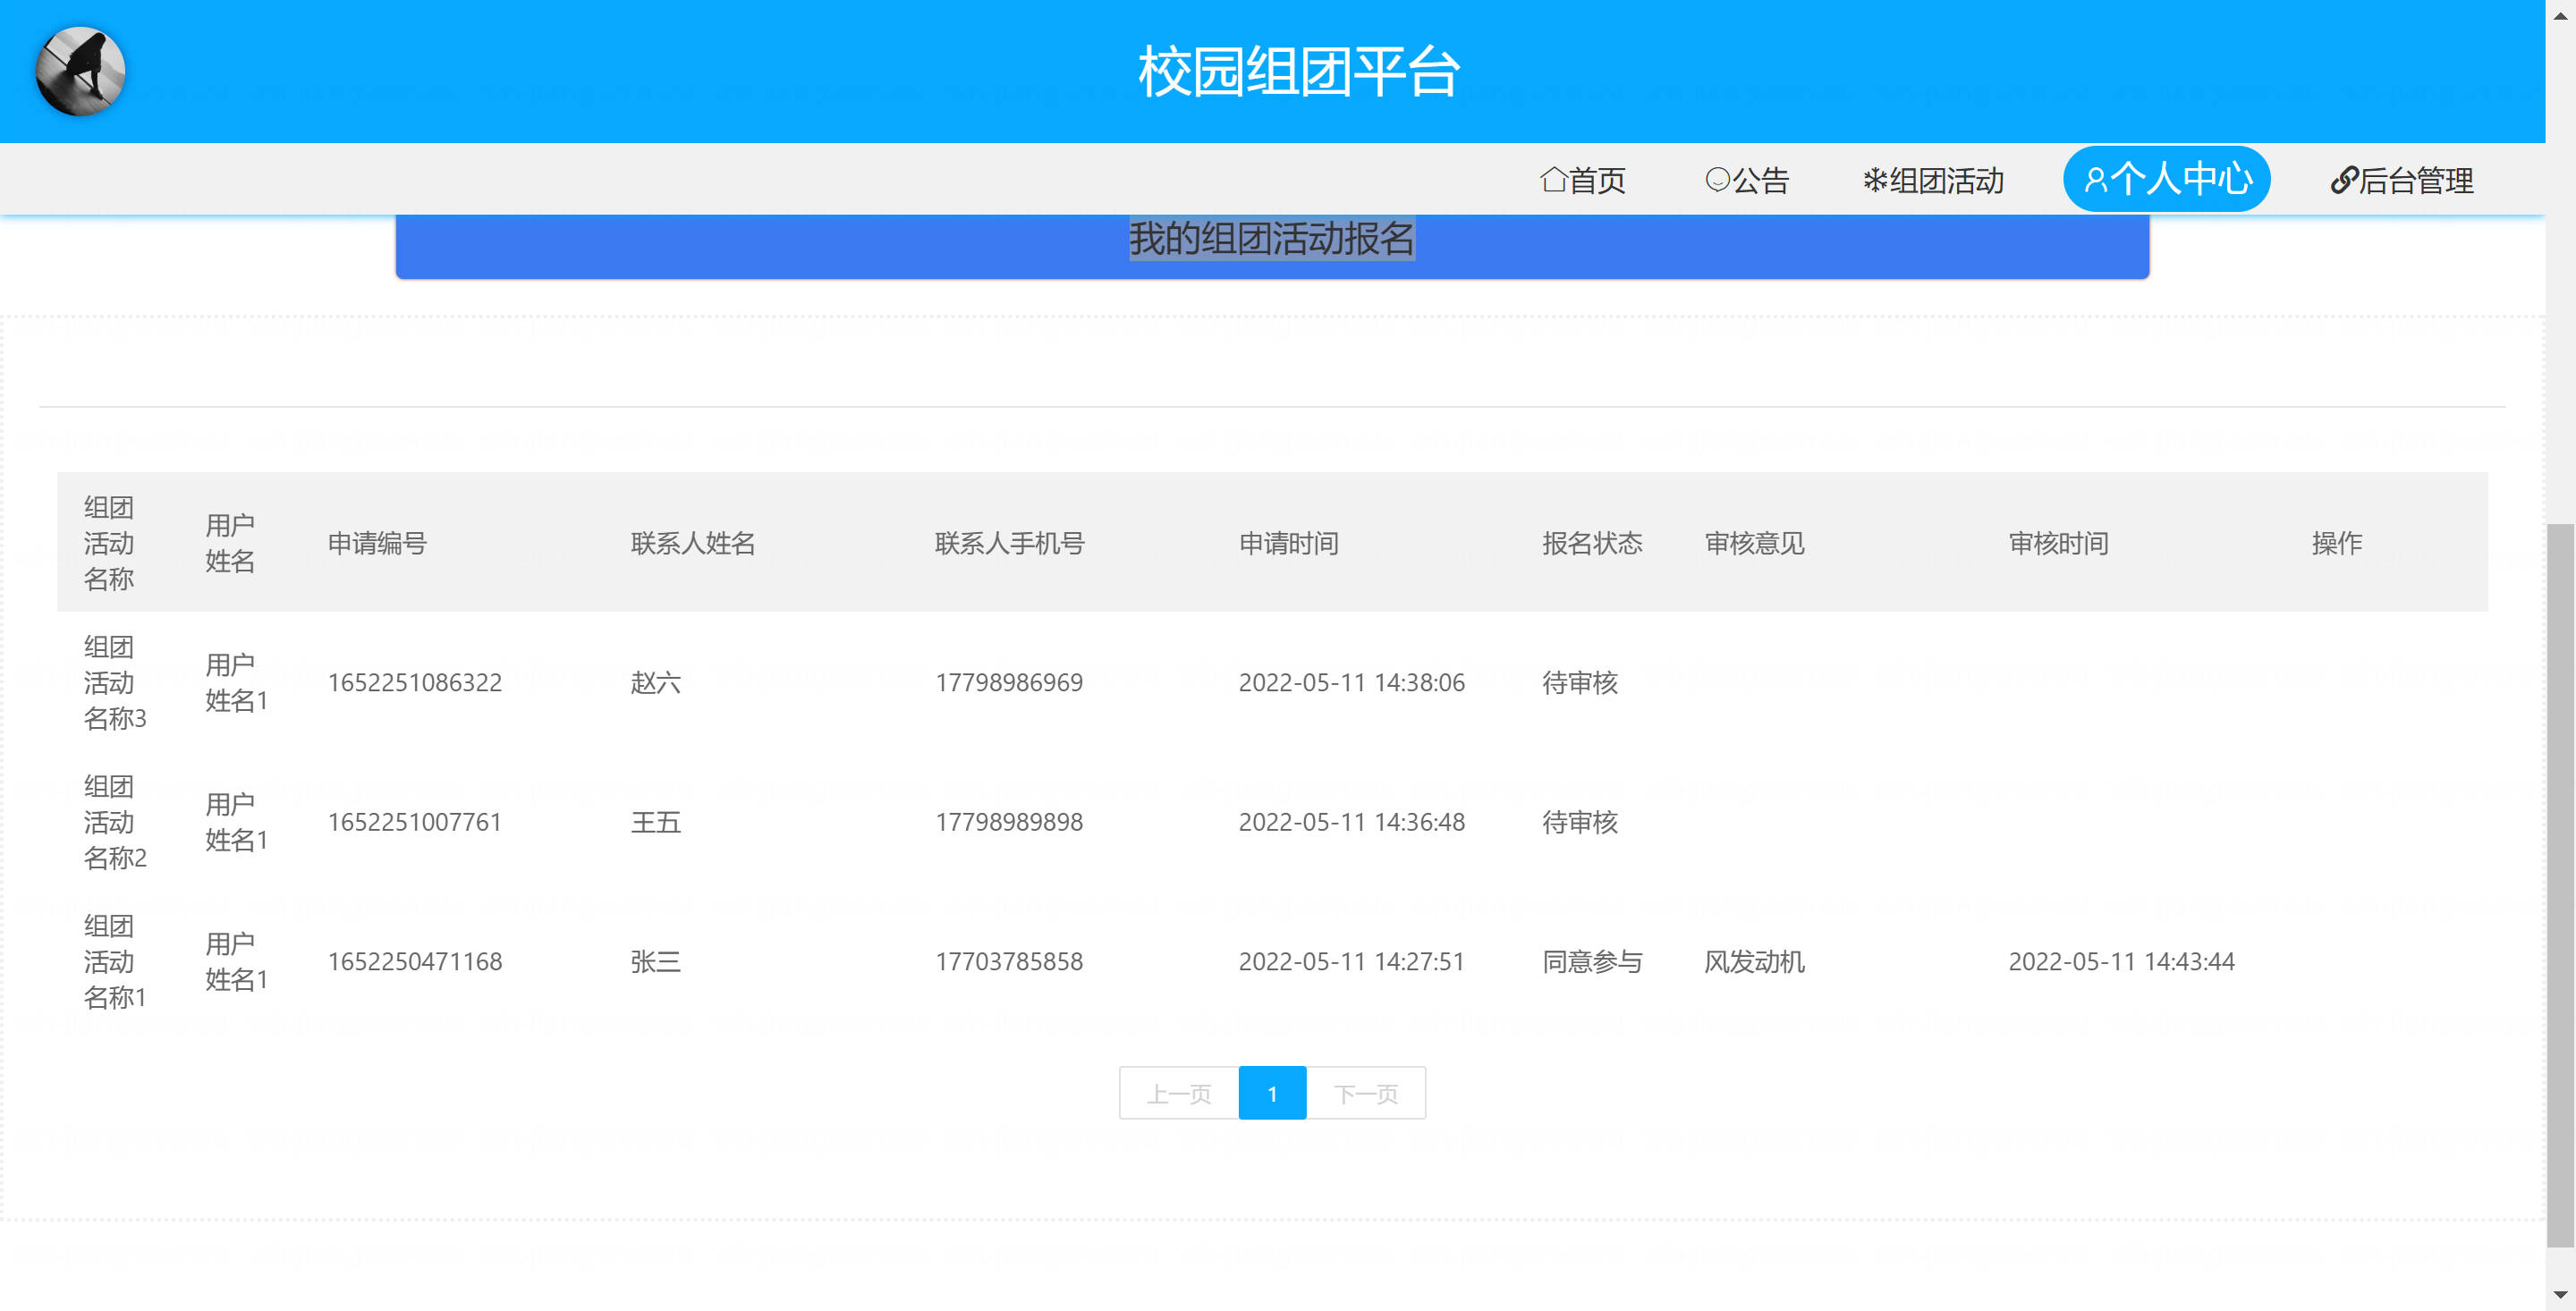 校园组团平台
首页 公告 组团活动 个人中心 后台管理
我的组团活动报名
组团活动名称 用户姓名 申请编号 联系人姓名 联系人手机号 申请时间 报名状态 审核意见 审核时间 操作
组团活动名称3 用户姓名1 1652251086322 赵六 17798986969 2022-05-11 14:38:06 待审核
组团活动名称2 用户姓名1 1652251007761 王五 17798989898 2022-05-11 14:36:48 待审核
组团活动名称1 用户姓名1 1652250471168 张三 17703785858 2022-05-11 14:27:51 同意参与 风发动机 2022-05-11 14:43:44
上一页 1 下一页